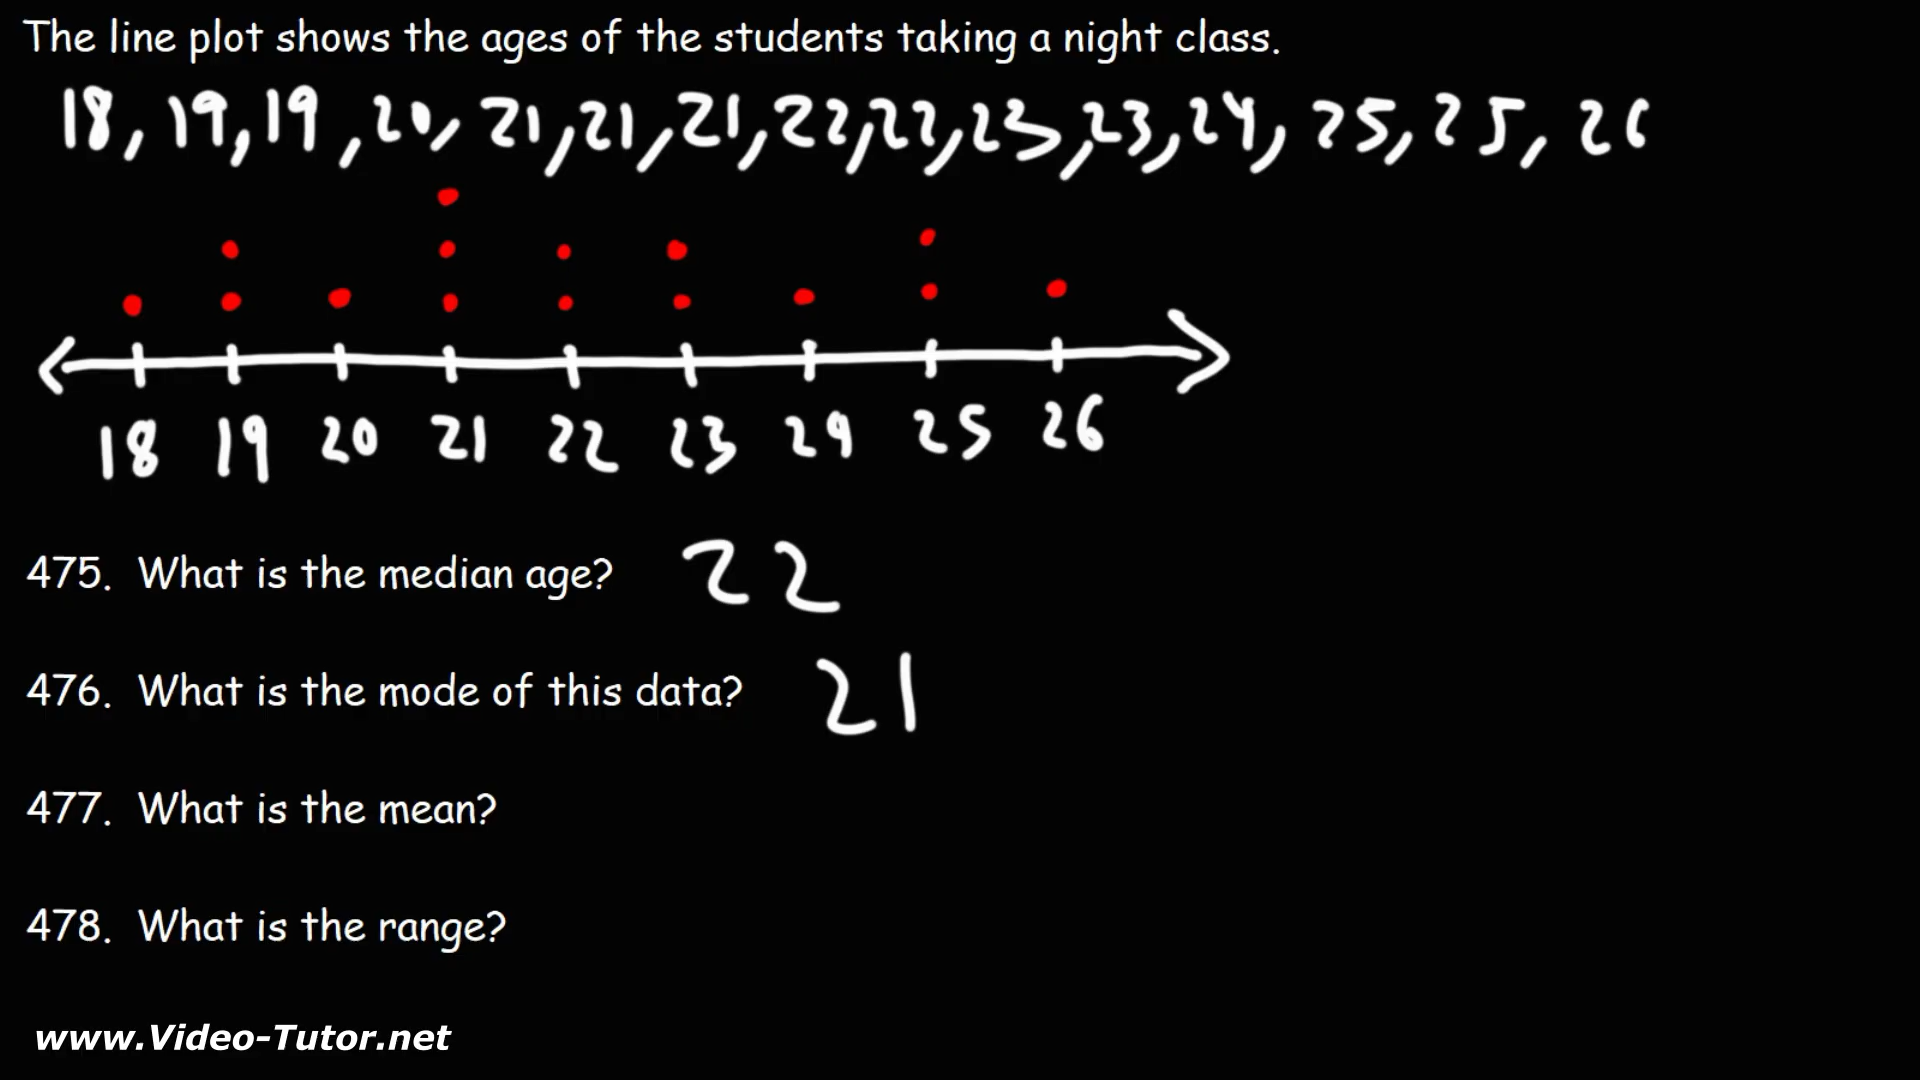 The line plot shows the ages of the students taking a night class.
18, 19, 19, 20, 21, 21, 21, 22, 22, 23, 23, 24, 25, 25, 26
18 19 20 21 22 23 24 25 26
475. What is the median age? 22
476. What is the mode of this data? 21
477. What is the mean?
478. What is the range?
www.Video-Tutor.net